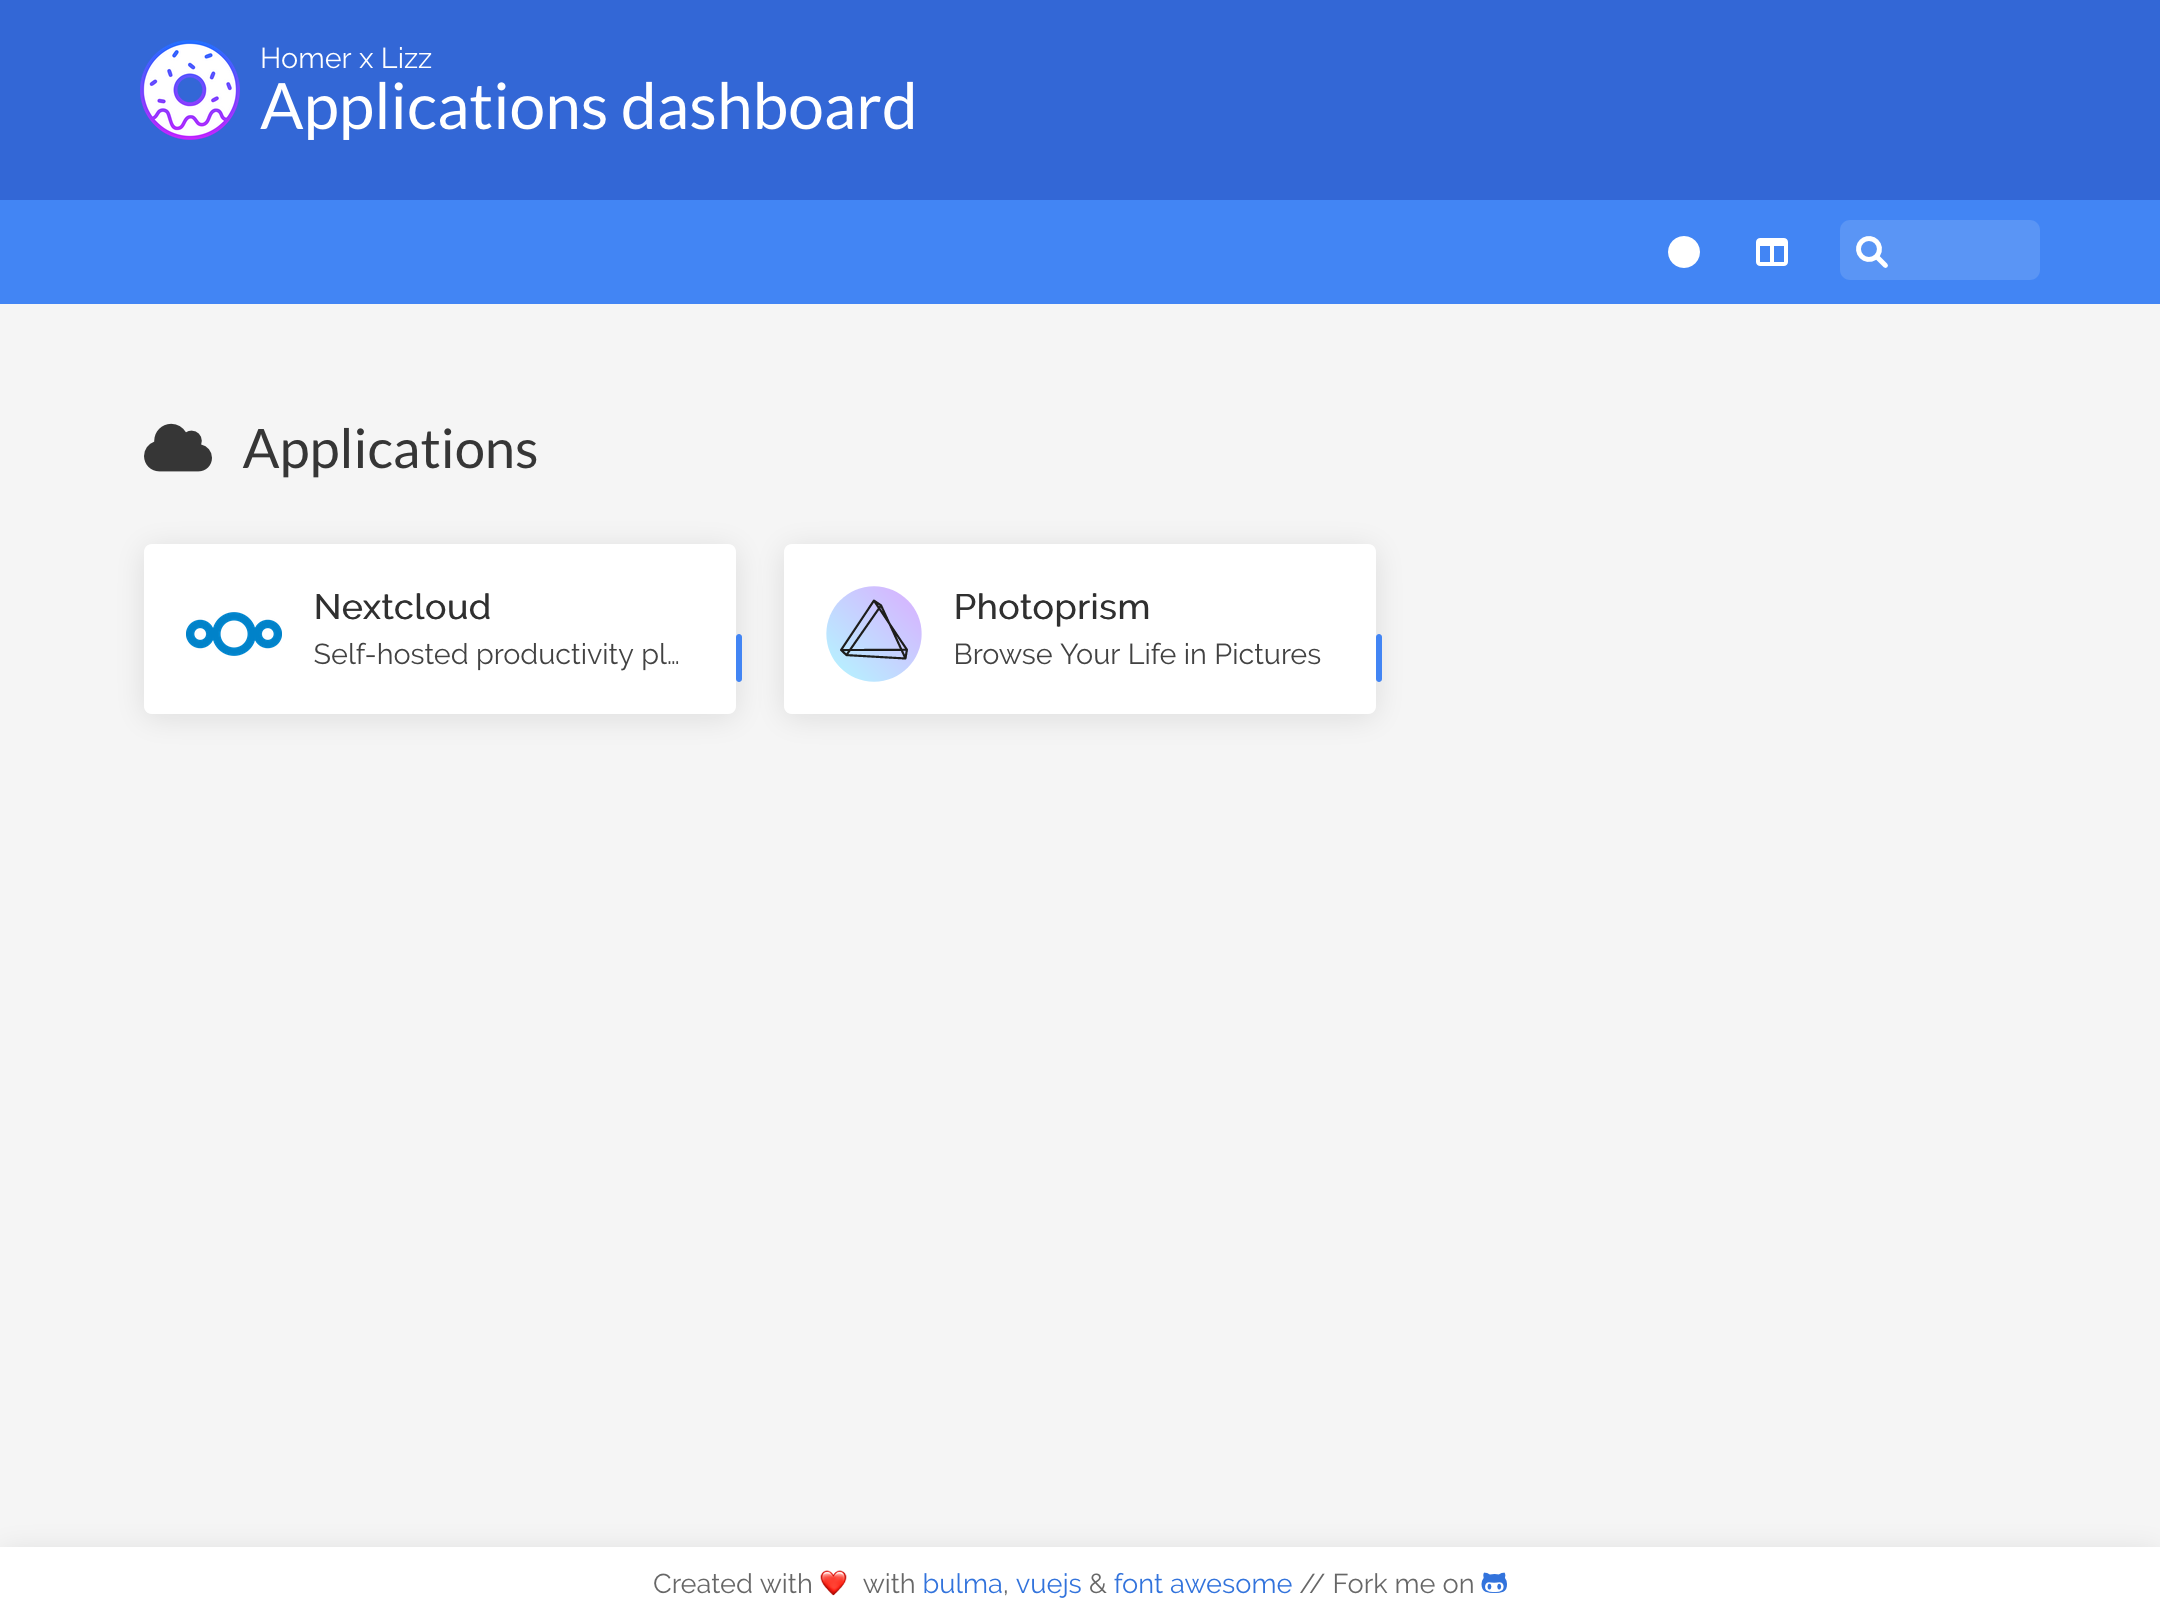 Homer x Lizz
Applications dashboard
Applications
Nextcloud
Self-hosted productivity pl...
Photoprism
Browse Your Life in Pictures
Created with ❤️ with bulma, vuejs & font awesome // Fork me on